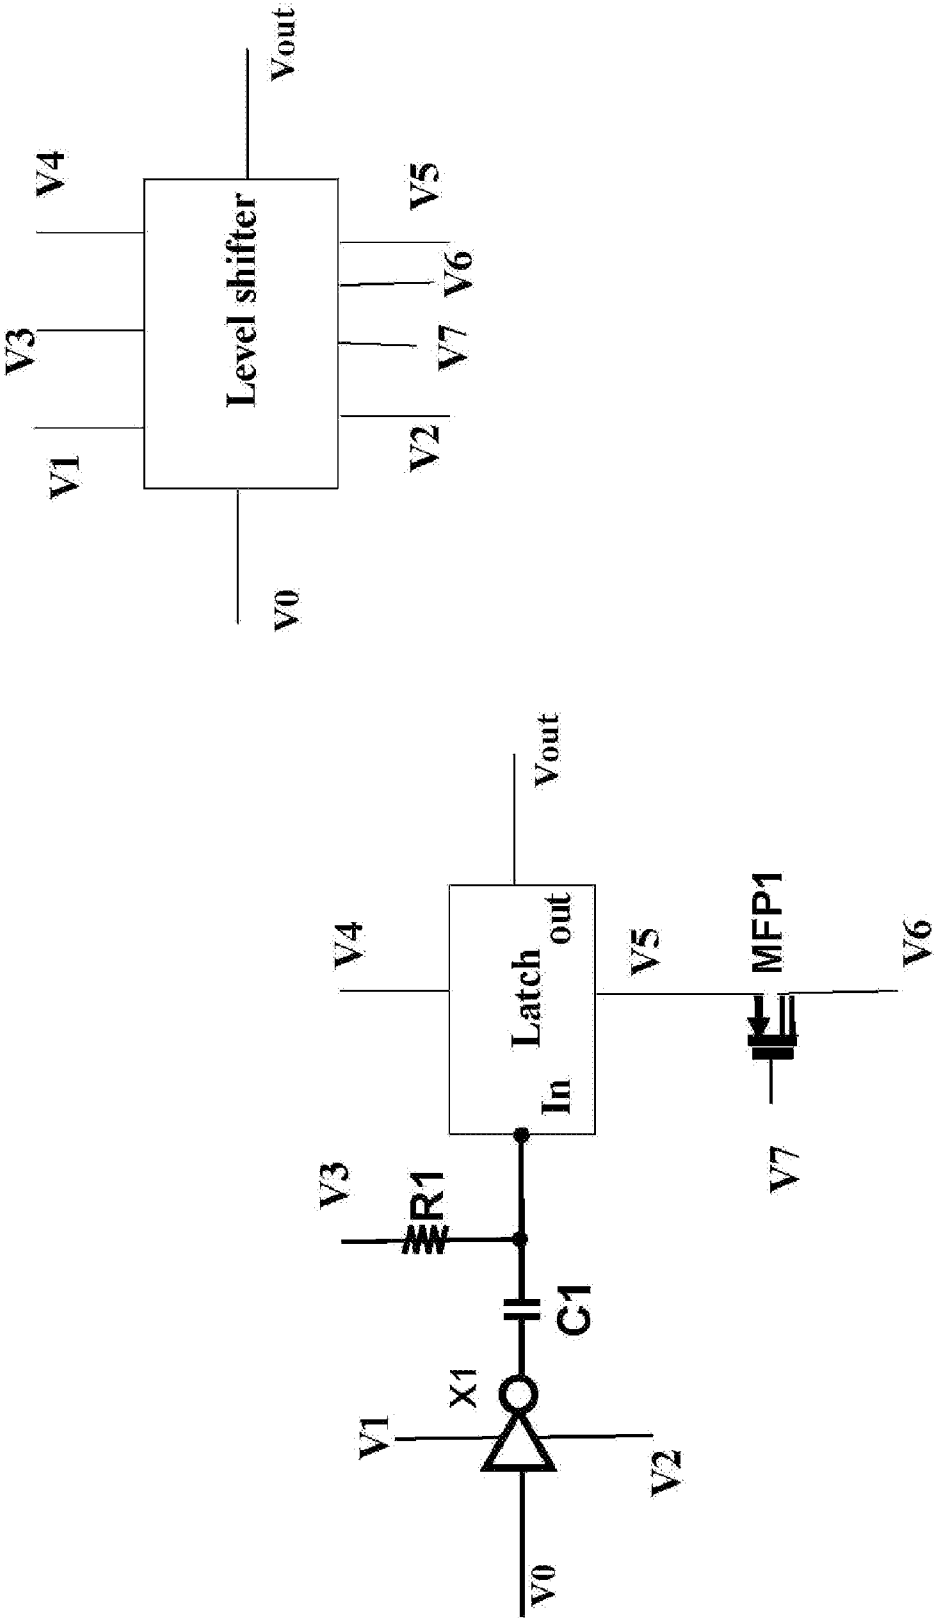 V1
V3
V4
V0
Level shifter
Vout
V2
V7
V6
V5
V0
V1
X1
V2
C1
V3
R1
In
Latch
out
V4
Vout
V5
V7
MFP1
V6